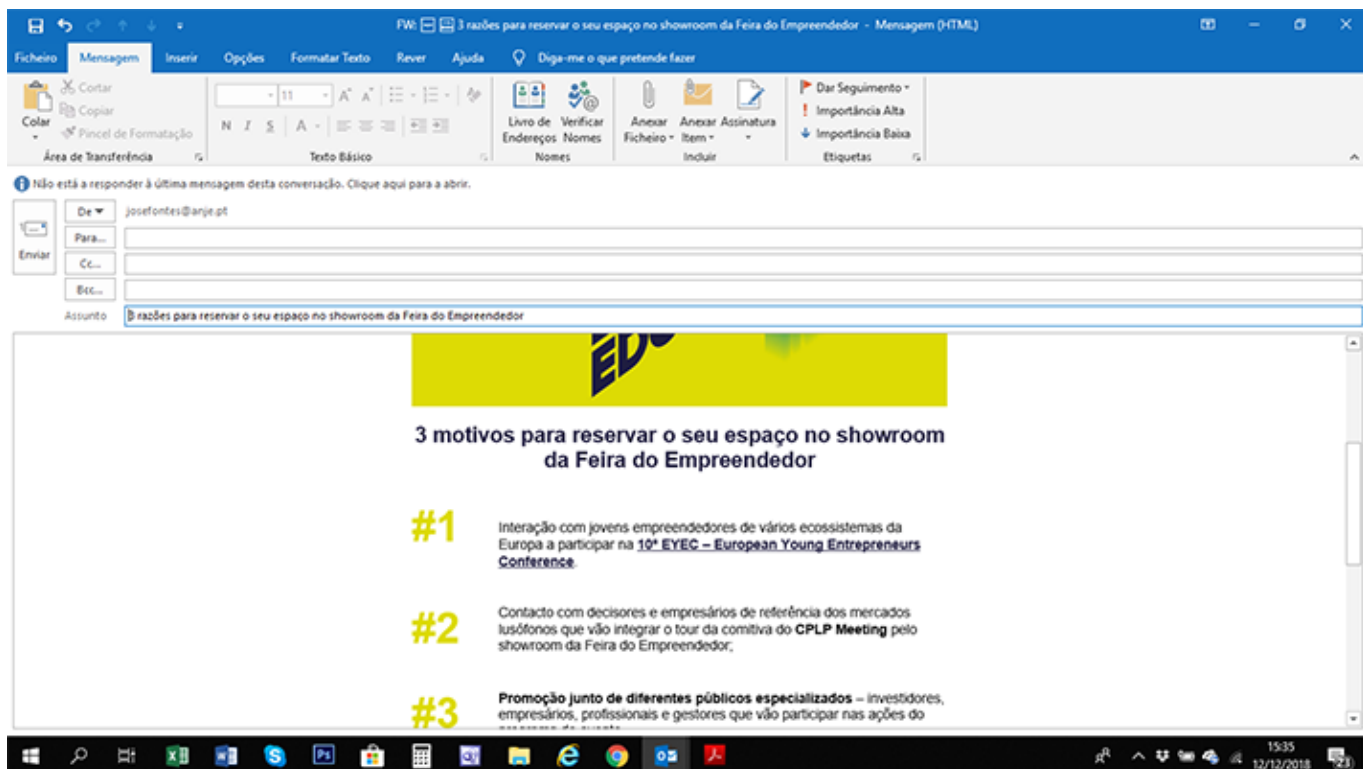 FW: 3 razões para reservar o seu espaço no showroom da Feira do Empreendedor - Mensagem (HTML)
Ficheiro Mensagem Inserir Opções Formatar Texto Rever Ajuda Diga-me o que pretende fazer
Colar
Cortar
Copiar
Pincel de Formatação
Área de Transferência
11
N I S A
Texto Básico
Livro de Endereços
Verificar Nomes
Nomes
Anexar Ficheiro
Anexar Item
Assinatura
Incluir
Dar Seguimento
Importância Alta
Importância Baixa
Etiquetas
Não está a responder à última mensagem desta conversação. Clique aqui para a abrir.
Enviar
De josefontes@anje.pt
Para...
Cc...
Bcc...
Assunto 3 razões para reservar o seu espaço no showroom da Feira do Empreendedor
3 motivos para reservar o seu espaço no showroom
da Feira do Empreendedor
#1
Interação com jovens empreendedores de vários ecossistemas da
Europa a participar na 10ª EYEC – European Young Entrepreneurs
Conference.
#2
Contacto com decisores e empresários de referência dos mercados
lusófonos que vão integrar o tour da comitiva do CPLP Meeting pelo
showroom da Feira do Empreendedor;
#3
Promoção junto de diferentes públicos especializados – investidores,
empresários, profissionais e gestores que vão participar nas ações do
15:35
12/12/2018